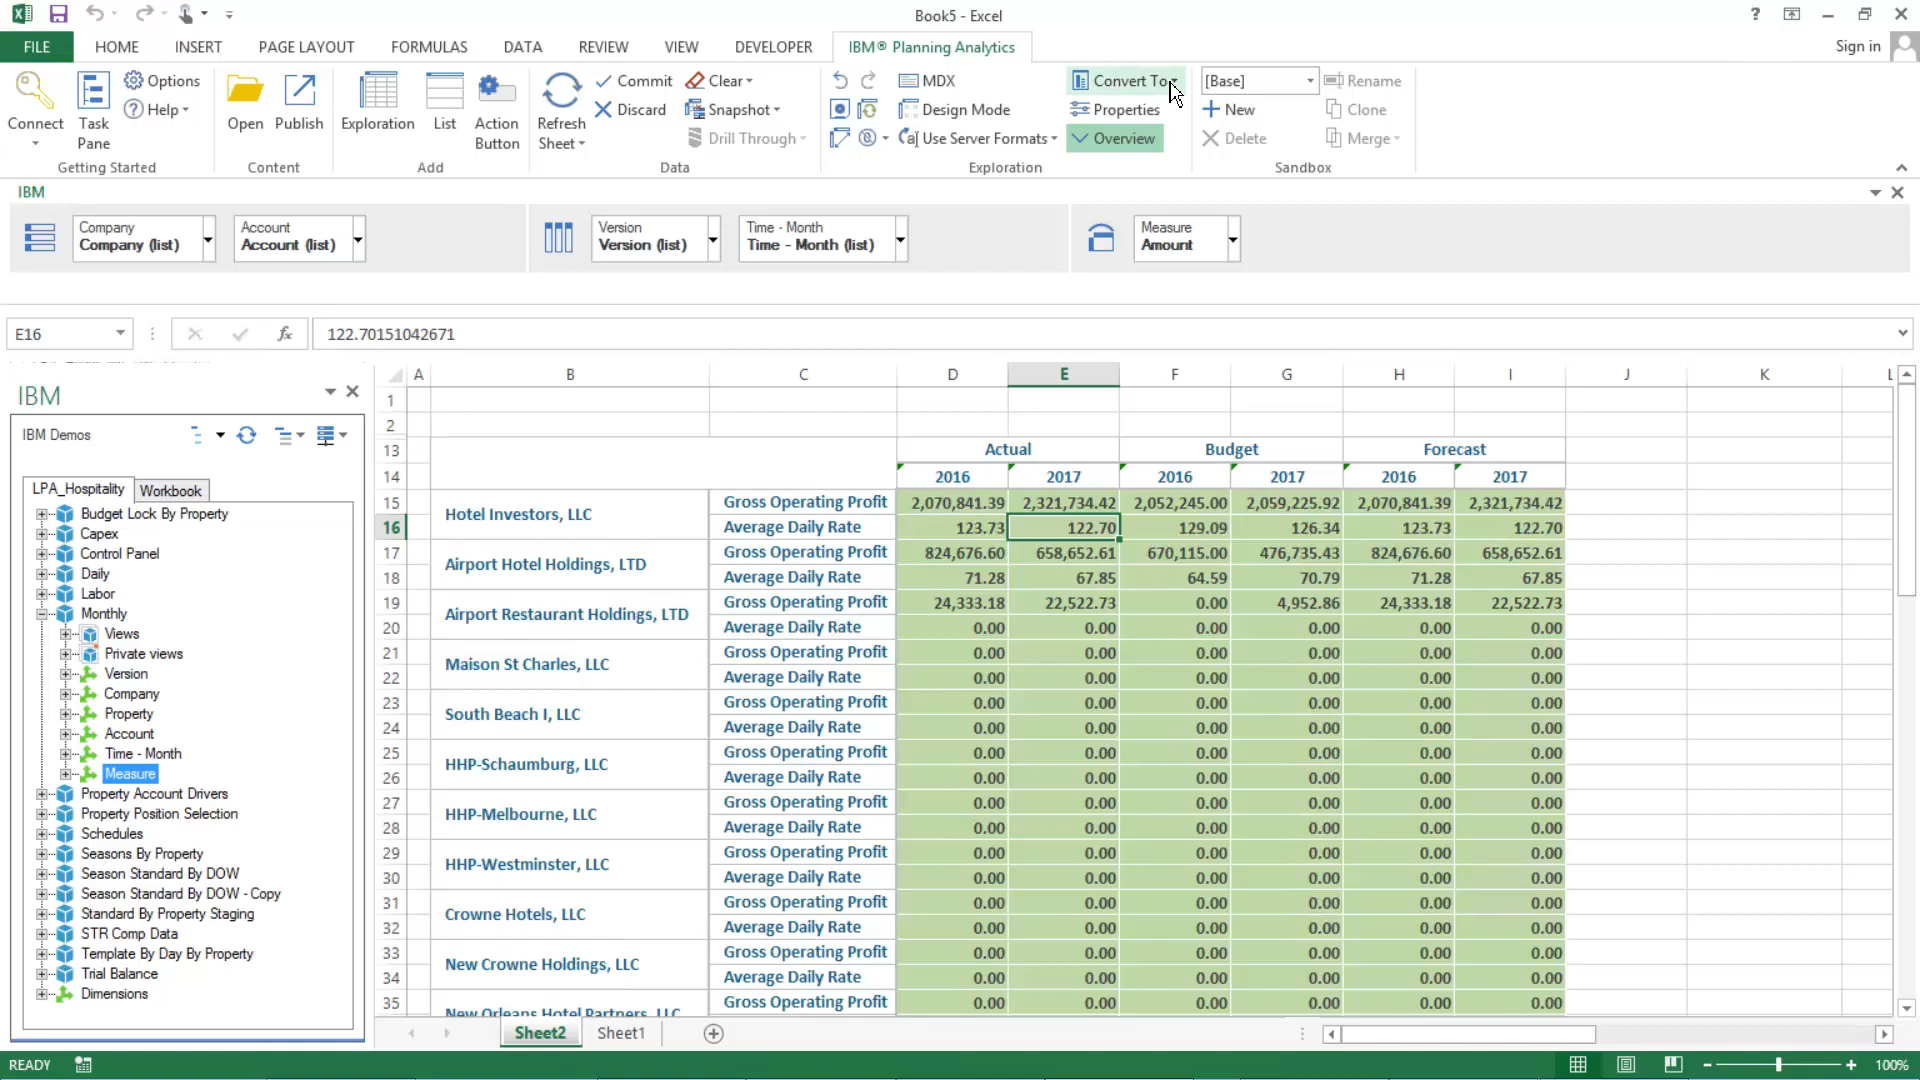 Book5 - Excel
?
FILE HOME INSERT PAGE LAYOUT FORMULAS DATA REVIEW VIEW DEVELOPER IBM® Planning Analytics Sign in
Connect
Task
Pane
Options
Help
Getting Started
Open
Publish
Content
Exploration
List
Action
Button
Add
Refresh
Sheet
Commit
Clear
Discard
Snapshot
Drill Through
Data
MDX
Design Mode
Use Server Formats
Convert To
Properties
Overview
Exploration
[Base]
New
Delete
Rename
Clone
Merge
Sandbox
IBM
Company
Company (list)
Account
Account (list)
Version
Version (list)
Time - Month
Time - Month (list)
Measure
Amount
E16
fx
122.70151042671
IBM
IBM Demos
LPA_Hospitality
Workbook
Budget Lock By Property
Capex
Control Panel
Daily
Labor
Monthly
Views
Private views
Version
Company
Property
Account
Time - Month
Measure
Property Account Drivers
Property Position Selection
Schedules
Seasons By Property
Season Standard By DOW
Season Standard By DOW - Copy
Standard By Property Staging
STR Comp Data
Template By Day By Property
Trial Balance
Dimensions
A B C D E F G H I J K L
1
2
13 Actual Budget Forecast
14 2016 2017 2016 2017 2016 2017
15 Hotel Investors, LLC Gross Operating Profit 2,070,841.39 2,321,734.42 2,052,245.00 2,059,225.92 2,070,841.39 2,321,734.42
16 Average Daily Rate 123.73 122.70 129.09 126.34 123.73 122.70
17 Airport Hotel Holdings, LTD Gross Operating Profit 824,676.60 658,652.61 670,115.00 476,735.43 824,676.60 658,652.61
18 Average Daily Rate 71.28 67.85 64.59 70.79 71.28 67.85
19 Airport Restaurant Holdings, LTD Gross Operating Profit 24,333.18 22,522.73 0.00 4,952.86 24,333.18 22,522.73
20 Average Daily Rate 0.00 0.00 0.00 0.00 0.00 0.00
21 Maison St Charles, LLC Gross Operating Profit 0.00 0.00 0.00 0.00 0.00 0.00
22 Average Daily Rate 0.00 0.00 0.00 0.00 0.00 0.00
23 South Beach I, LLC Gross Operating Profit 0.00 0.00 0.00 0.00 0.00 0.00
24 Average Daily Rate 0.00 0.00 0.00 0.00 0.00 0.00
25 HHP-Schaumburg, LLC Gross Operating Profit 0.00 0.00 0.00 0.00 0.00 0.00
26 Average Daily Rate 0.00 0.00 0.00 0.00 0.00 0.00
27 HHP-Melbourne, LLC Gross Operating Profit 0.00 0.00 0.00 0.00 0.00 0.00
28 Average Daily Rate 0.00 0.00 0.00 0.00 0.00 0.00
29 HHP-Westminster, LLC Gross Operating Profit 0.00 0.00 0.00 0.00 0.00 0.00
30 Average Daily Rate 0.00 0.00 0.00 0.00 0.00 0.00
31 Crowne Hotels, LLC Gross Operating Profit 0.00 0.00 0.00 0.00 0.00 0.00
32 Average Daily Rate 0.00 0.00 0.00 0.00 0.00 0.00
33 New Crowne Holdings, LLC Gross Operating Profit 0.00 0.00 0.00 0.00 0.00 0.00
34 Average Daily Rate 0.00 0.00 0.00 0.00 0.00 0.00
35 New Orleans Hotel Partners, LLC Gross Operating Profit 0.00 0.00 0.00 0.00 0.00 0.00
Sheet2 Sheet1
READY 100%